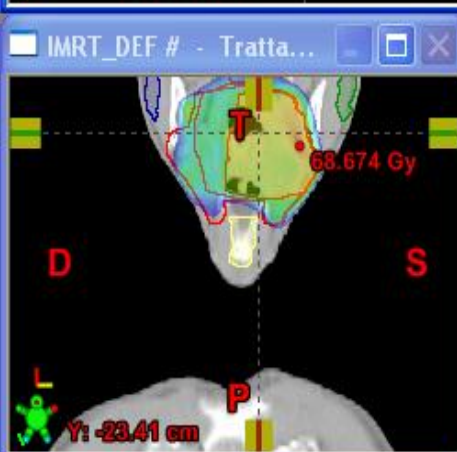 IMRT_DEF # - Tratta...
T
68.674 Gy
D
S
L
P
Y: -23.41 cm